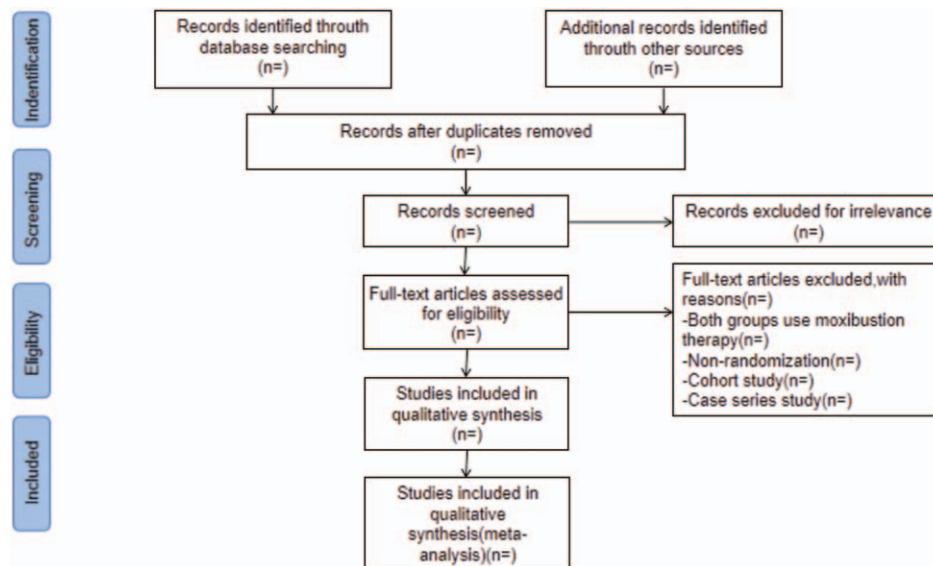 Indentification
Records identified throuth
database searching
(n=)
Additional records identified
throuth other sources
(n=)
Records after duplicates removed
(n=)
Screening
Records screened
(n=)
Records excluded for irrelevance
(n=)
Eligibility
Full-text articles assessed
for eligibility
(n=)
Full-text articles excluded,with
reasons(n=)
-Both groups use moxibustion
therapy(n=)
-Non-randomization(n=)
-Cohort study(n=)
-Case series study(n=)
Studies included in
qualitative synthesis
(n=)
Included
Studies included in
qualitative
synthesis(meta-
analysis)(n=)